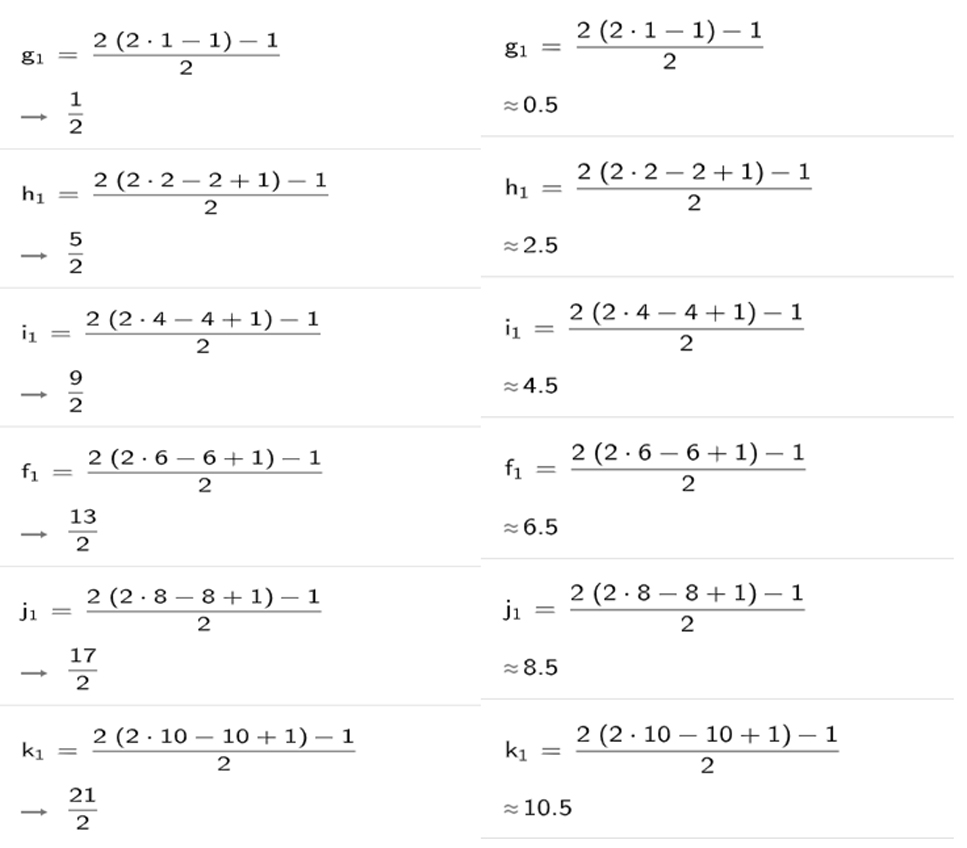 g₁ = (2 (2 · 1 − 1) − 1)/2
→ 1/2
h₁ = (2 (2 · 2 − 2 + 1) − 1)/2
→ 5/2
i₁ = (2 (2 · 4 − 4 + 1) − 1)/2
→ 9/2
f₁ = (2 (2 · 6 − 6 + 1) − 1)/2
→ 13/2
j₁ = (2 (2 · 8 − 8 + 1) − 1)/2
→ 17/2
k₁ = (2 (2 · 10 − 10 + 1) − 1)/2
→ 21/2
g₁ = (2 (2 · 1 − 1) − 1)/2
≈ 0.5
h₁ = (2 (2 · 2 − 2 + 1) − 1)/2
≈ 2.5
i₁ = (2 (2 · 4 − 4 + 1) − 1)/2
≈ 4.5
f₁ = (2 (2 · 6 − 6 + 1) − 1)/2
≈ 6.5
j₁ = (2 (2 · 8 − 8 + 1) − 1)/2
≈ 8.5
k₁ = (2 (2 · 10 − 10 + 1) − 1)/2
≈ 10.5